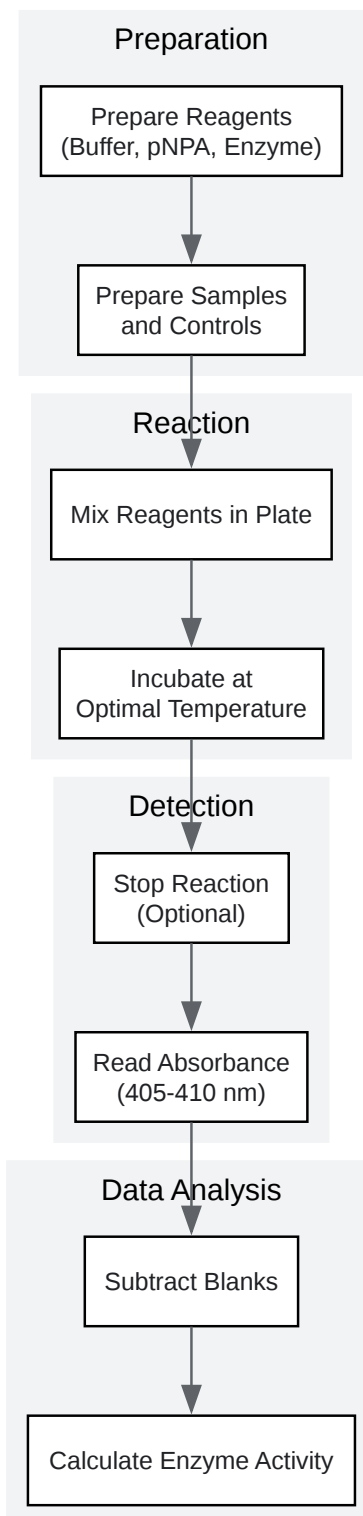 Preparation
Prepare Reagents
(Buffer, pNPA, Enzyme)
Prepare Samples
and Controls
Reaction
Mix Reagents in Plate
Incubate at
Optimal Temperature
Detection
Stop Reaction
(Optional)
Read Absorbance
(405-410 nm)
Data Analysis
Subtract Blanks
Calculate Enzyme Activity